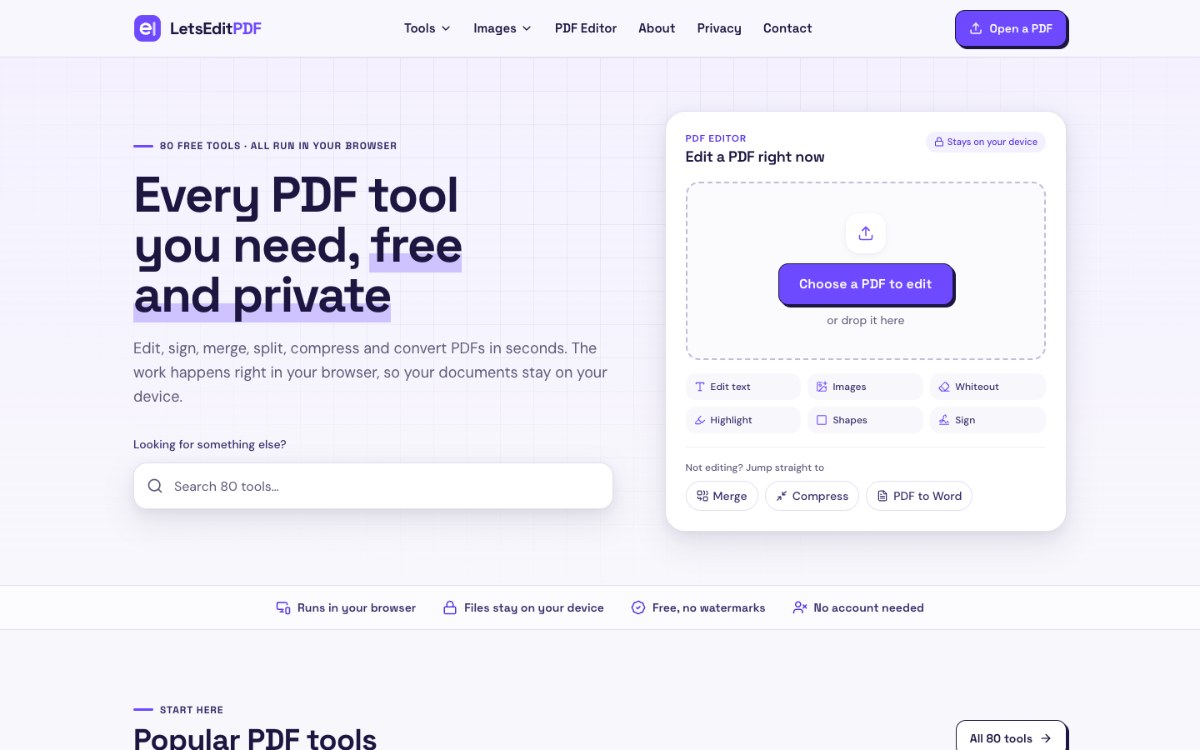 LetsEditPDF
Tools
Images
PDF Editor
About
Privacy
Contact
Open a PDF
80 FREE TOOLS · ALL RUN IN YOUR BROWSER
Every PDF tool
you need, free
and private
Edit, sign, merge, split, compress and convert PDFs in seconds. The
work happens right in your browser, so your documents stay on your
device.
Looking for something else?
Search 80 tools...
PDF EDITOR
Stays on your device
Edit a PDF right now
Choose a PDF to edit
or drop it here
Edit text
Images
Whiteout
Highlight
Shapes
Sign
Not editing? Jump straight to
Merge
Compress
PDF to Word
Runs in your browser
Files stay on your device
Free, no watermarks
No account needed
START HERE
Popular PDF tools
All 80 tools